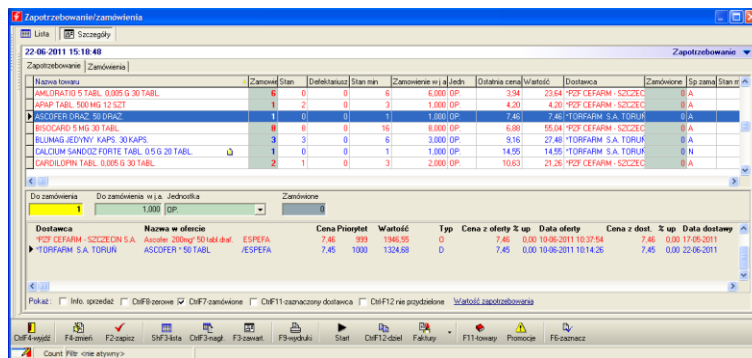 Zapotrzebowanie/zamówienia
Lista Szczegóły
22-06-2011 15:18:48 Zapotrzebowanie
Zapotrzebowanie Zamówienia
Nazwa towaru Zamowie Stan Defektariusz Stan min Zamowienie w j a Jedn Ostatnia cena Wartość Dostawca Zamówione Sp zama Stan m
AMLORATIO 5 TABL. 0,005 G 30 TABL. 6 0 0 6 6,000 OP. 3,94 23,64 *PZF CEFARM - SZCZEC 0 A
APAP TABL. 500 MG 12 SZT 1 2 0 3 1,000 OP. 4,20 4,20 *PZF CEFARM - SZCZEC 0 A
ASCOFER DRAZ. 50 DRAZ. 1 0 0 1 1,000 OP. 7,46 7,46 *TORFARM S.A. TORUŃ 0 A
BISOCARD 5 MG 30 TABL. 8 8 0 16 8,000 OP. 6,88 55,04 *PZF CEFARM - SZCZEC 0 A
BLUMAG JEDYNY KAPS. 30 KAPS. 3 3 0 6 3,000 OP. 9,16 27,48 *TORFARM S.A. TORUŃ 0 A
CALCIUM SANDOZ FORTE TABL. 0,5 G 20 TABL. 1 0 0 1 1,000 OP. 14,55 14,55 *TORFARM S.A. TORUŃ 0 N
CARDILOPIN TABL. 0,005 G 30 TABL. 2 1 0 3 2,000 OP. 10,63 21,26 *PZF CEFARM - SZCZEC 0 A
Do zamówienia Do zamówienia w j.a. Jednostka Zamówione
1 1,000 OP. 0
Dostawca Nazwa w ofercie Cena Priorytet Wartość Typ Cena z oferty % up Data oferty Cena z dost. % up Data dostawy
*PZF CEFARM - SZCZECIN S.A. Ascofer 200mg* 50 tabl.draż. ESPEFA 7,46 999 1946,55 O 7,46 0,00 10-06-2011 10:37:54 7,46 0,00 17-05-2011
*TORFARM S.A. TORUŃ ASCOFER * 50 TABL /ESPEFA 7,45 1000 1324,68 D 7,45 0,00 10-06-2011 10:14:26 7,45 0,00 22-06-2011
Pokaż: Info. sprzedaż CtrlF8-zerowe CtrlF7-zamówione CtrlF11-zaznaczony dostawca Ctrl-F12 nie przydzielone Wartość zapotrzebowania
CtrlF4-wyjdź F4-zmień F2-zapisz ShF3-lista CtrlF3-nagł. F3-zawart. F9-wydruki Start CtrlF12-dziel Faktury F11-towary Promocje F6-zaznacz
Count Filtr <nie atywny>